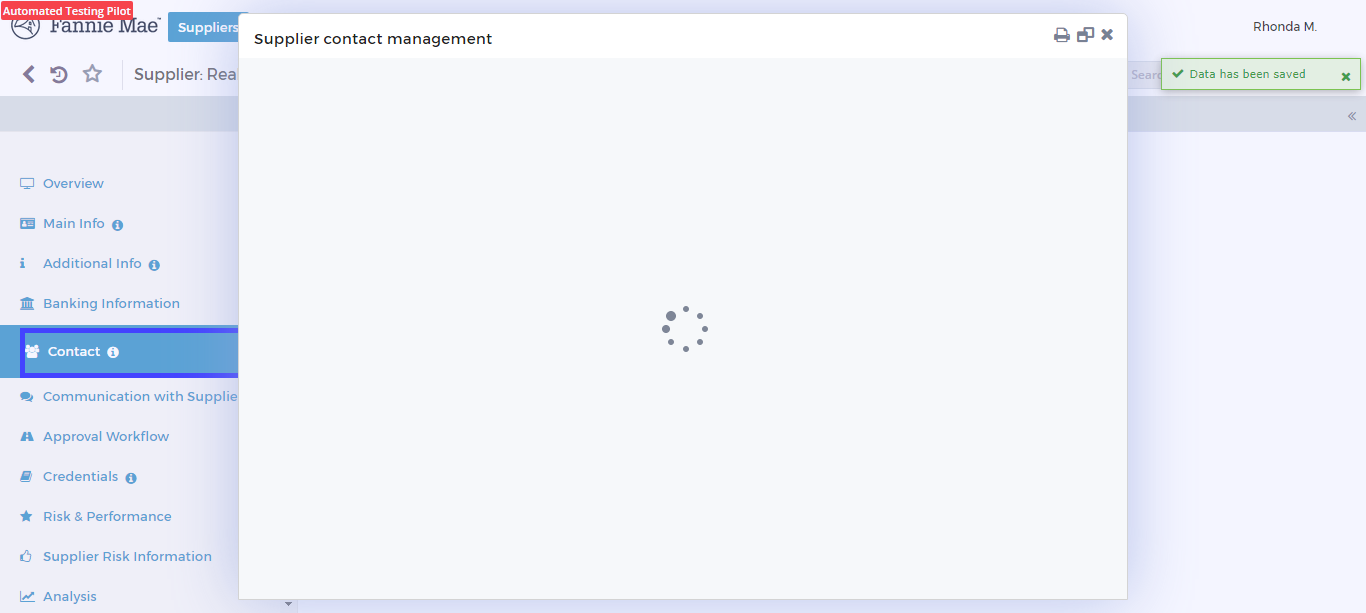 Automated Testing Pilot
Fannie Mae
Suppliers
Supplier contact management
Rhonda M.
Supplier: Rea
Sear
Data has been saved
Overview
Main Info
Additional Info
Banking Information
Contact
Communication with Supplie
Approval Workflow
Credentials
Risk & Performance
Supplier Risk Information
Analysis